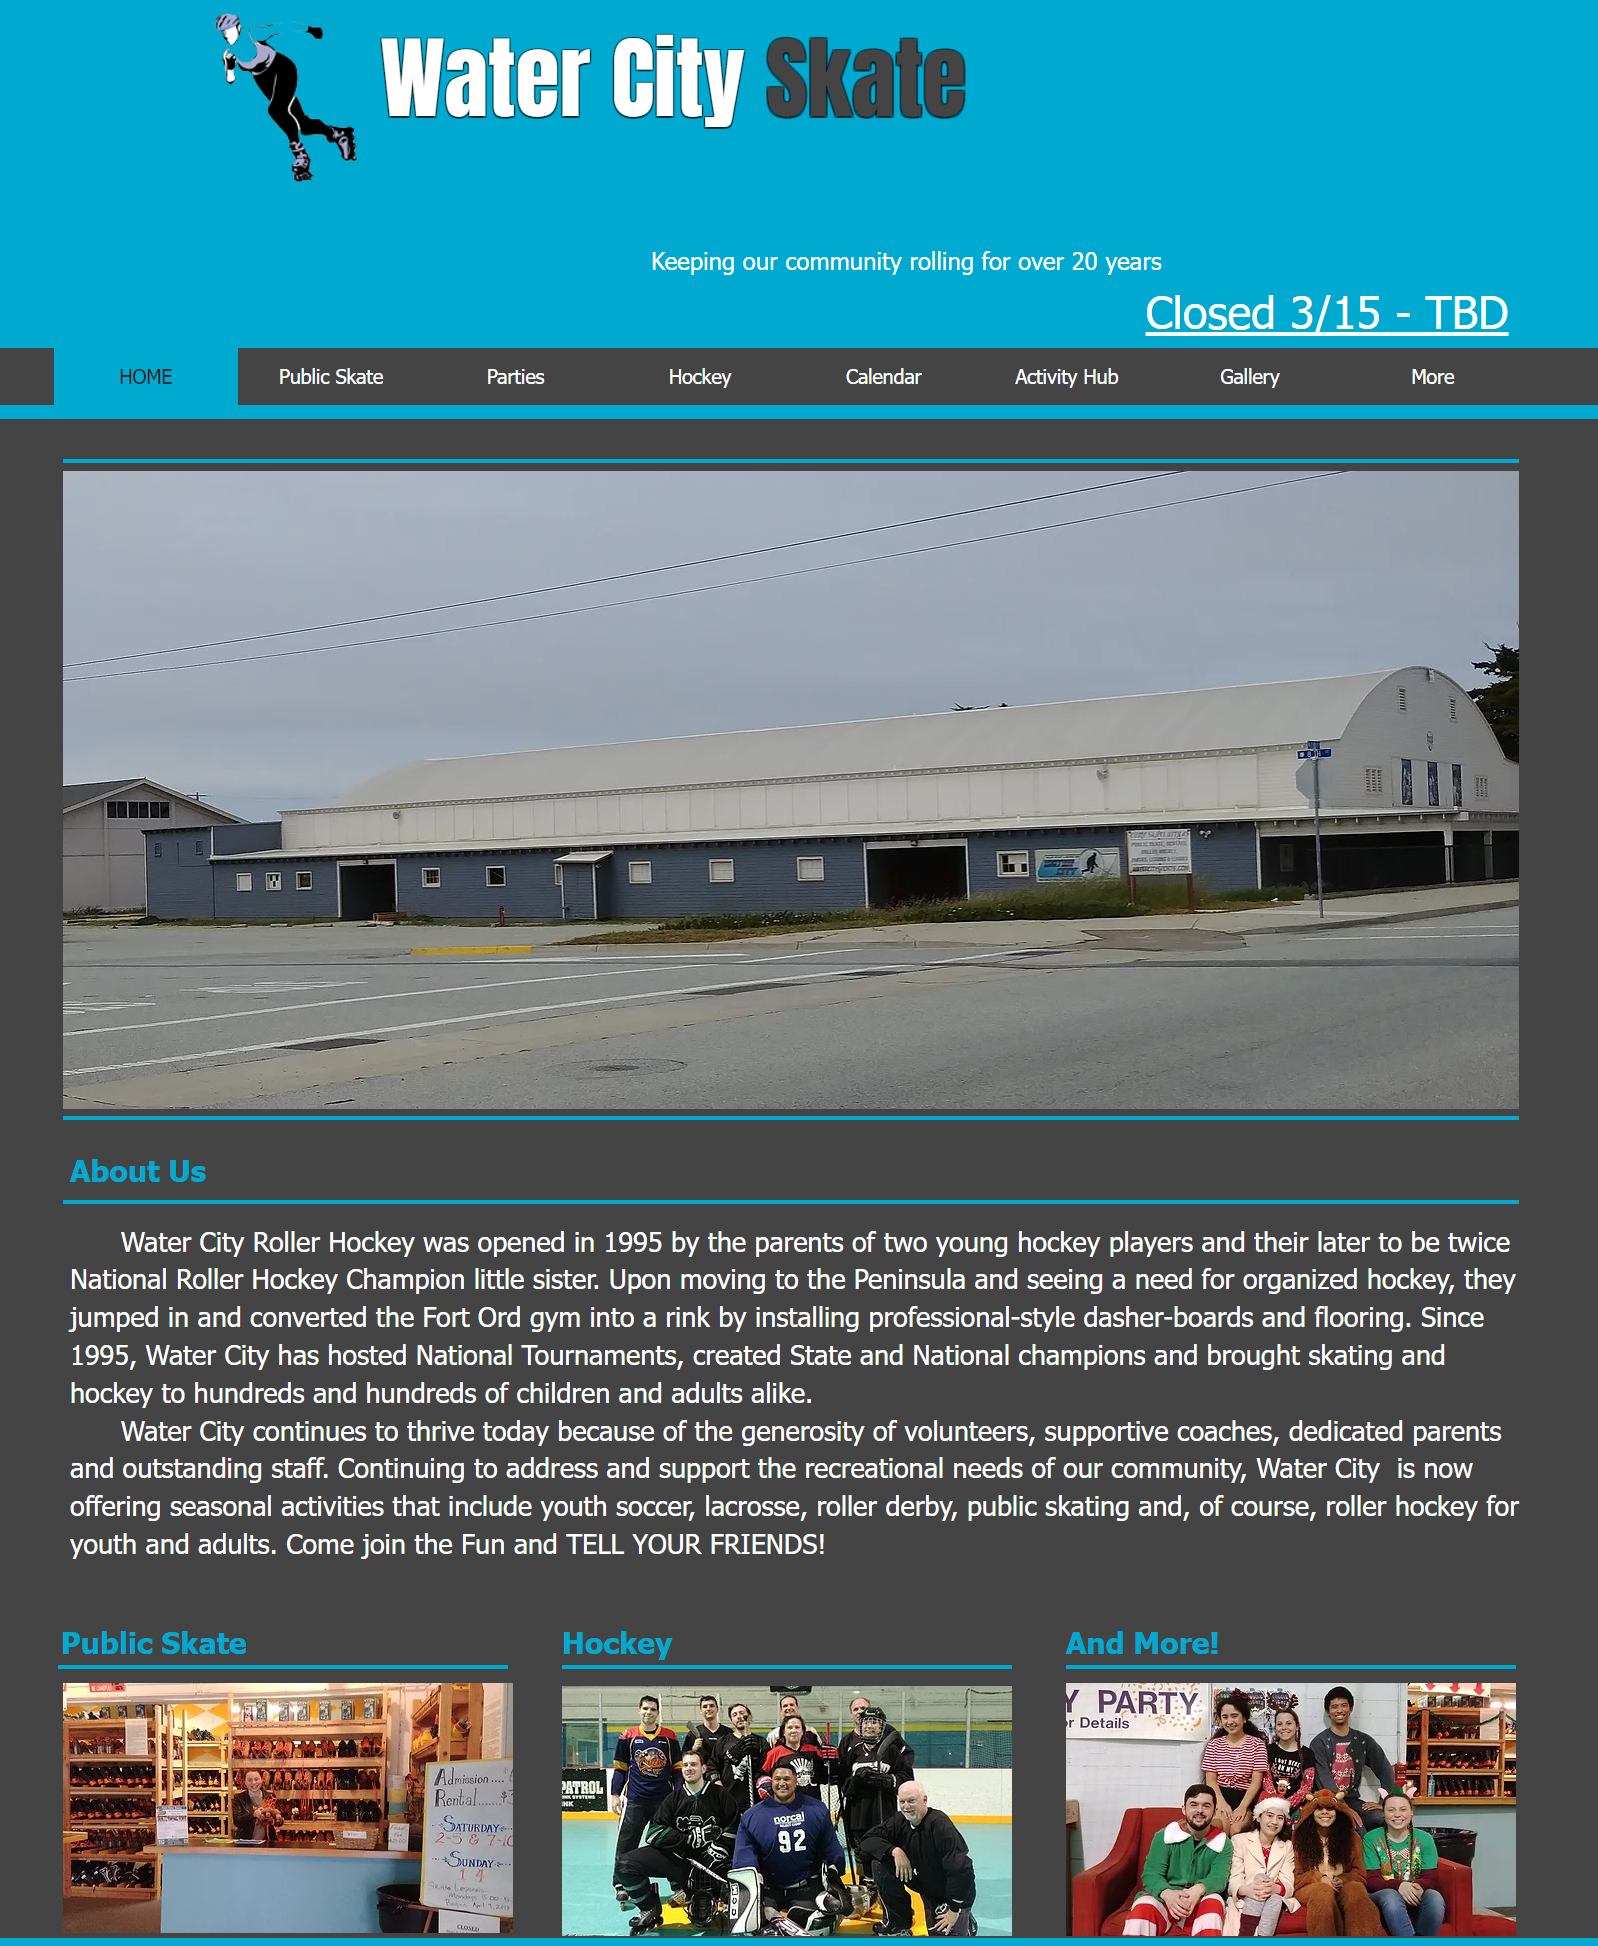 Water City Skate
Keeping our community rolling for over 20 years
Closed 3/15 - TBD
HOME
Public Skate
Parties
Hockey
Calendar
Activity Hub
Gallery
More
About Us
Water City Roller Hockey was opened in 1995 by the parents of two young hockey players and their later to be twice
National Roller Hockey Champion little sister. Upon moving to the Peninsula and seeing a need for organized hockey, they
jumped in and converted the Fort Ord gym into a rink by installing professional-style dasher-boards and flooring. Since
1995, Water City has hosted National Tournaments, created State and National champions and brought skating and
hockey to hundreds and hundreds of children and adults alike.
Water City continues to thrive today because of the generosity of volunteers, supportive coaches, dedicated parents
and outstanding staff. Continuing to address and support the recreational needs of our community, Water City  is now
offering seasonal activities that include youth soccer, lacrosse, roller derby, public skating and, of course, roller hockey for
youth and adults. Come join the Fun and TELL YOUR FRIENDS!
Public Skate
Hockey
And More!
Admission....
Rental.......$
SATURDAY
2-5 & 7-10
SUNDAY
1 4
CLOSED
PATROL
RINK SYSTEMS
norcal
92
Y PARTY
or Details